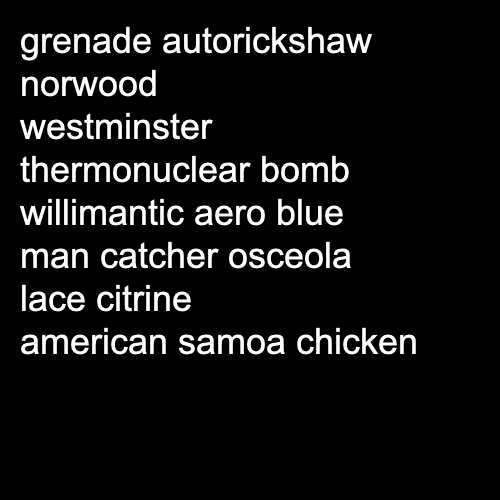 grenade autorickshaw
norwood
westminster
thermonuclear bomb
willimantic aero blue
man catcher osceola
lace citrine
american samoa chicken